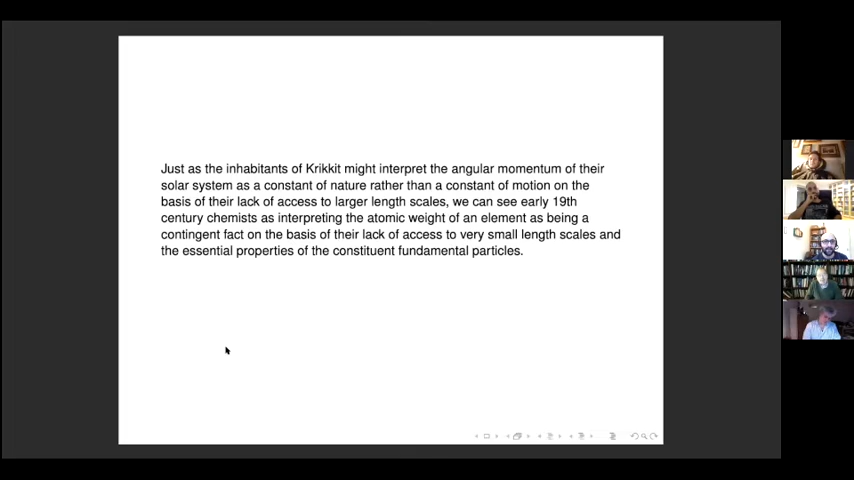 Just as the inhabitants of Krikkit might interpret the angular momentum of their
solar system as a constant of nature rather than a constant of motion on the
basis of their lack of access to larger length scales, we can see early 19th
century chemists as interpreting the atomic weight of an element as being a
contingent fact on the basis of their lack of access to very small length scales and
the essential properties of the constituent fundamental particles.